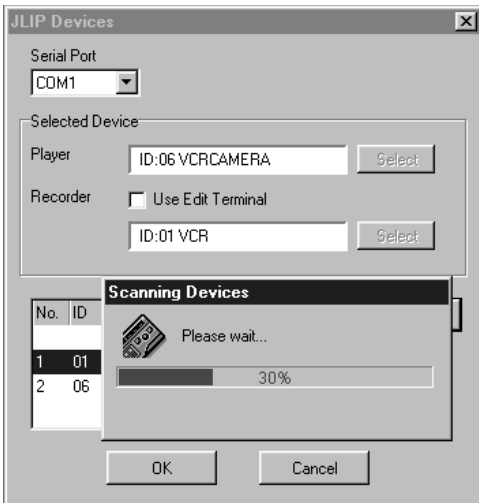 JLIP Devices
Serial Port
COM1
Selected Device
Player
ID:06 VCRCAMERA
Select
Recorder
Use Edit Terminal
ID:01 VCR
Select
Scanning Devices
No. ID
Please wait...
1 01
30%
2 06
OK
Cancel